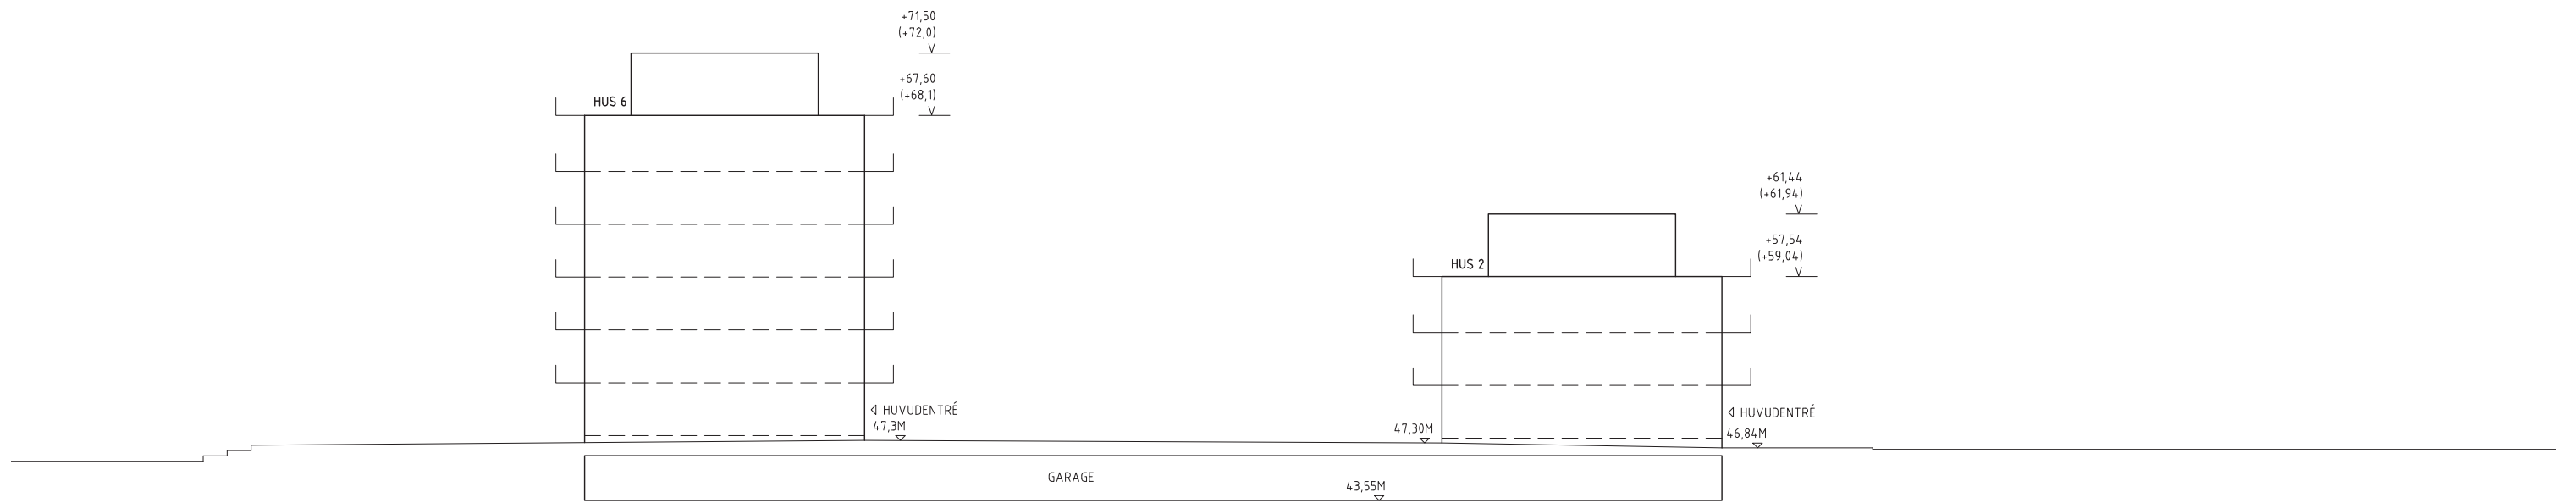 +71,50
(+72,0)
+67,60
(+68,1)
HUS 6
+61,44
(+61,94)
+57,54
(+59,04)
HUS 2
HUVUDENTRÉ
47,3M
47,30M
HUVUDENTRÉ
46,84M
GARAGE
43,55M